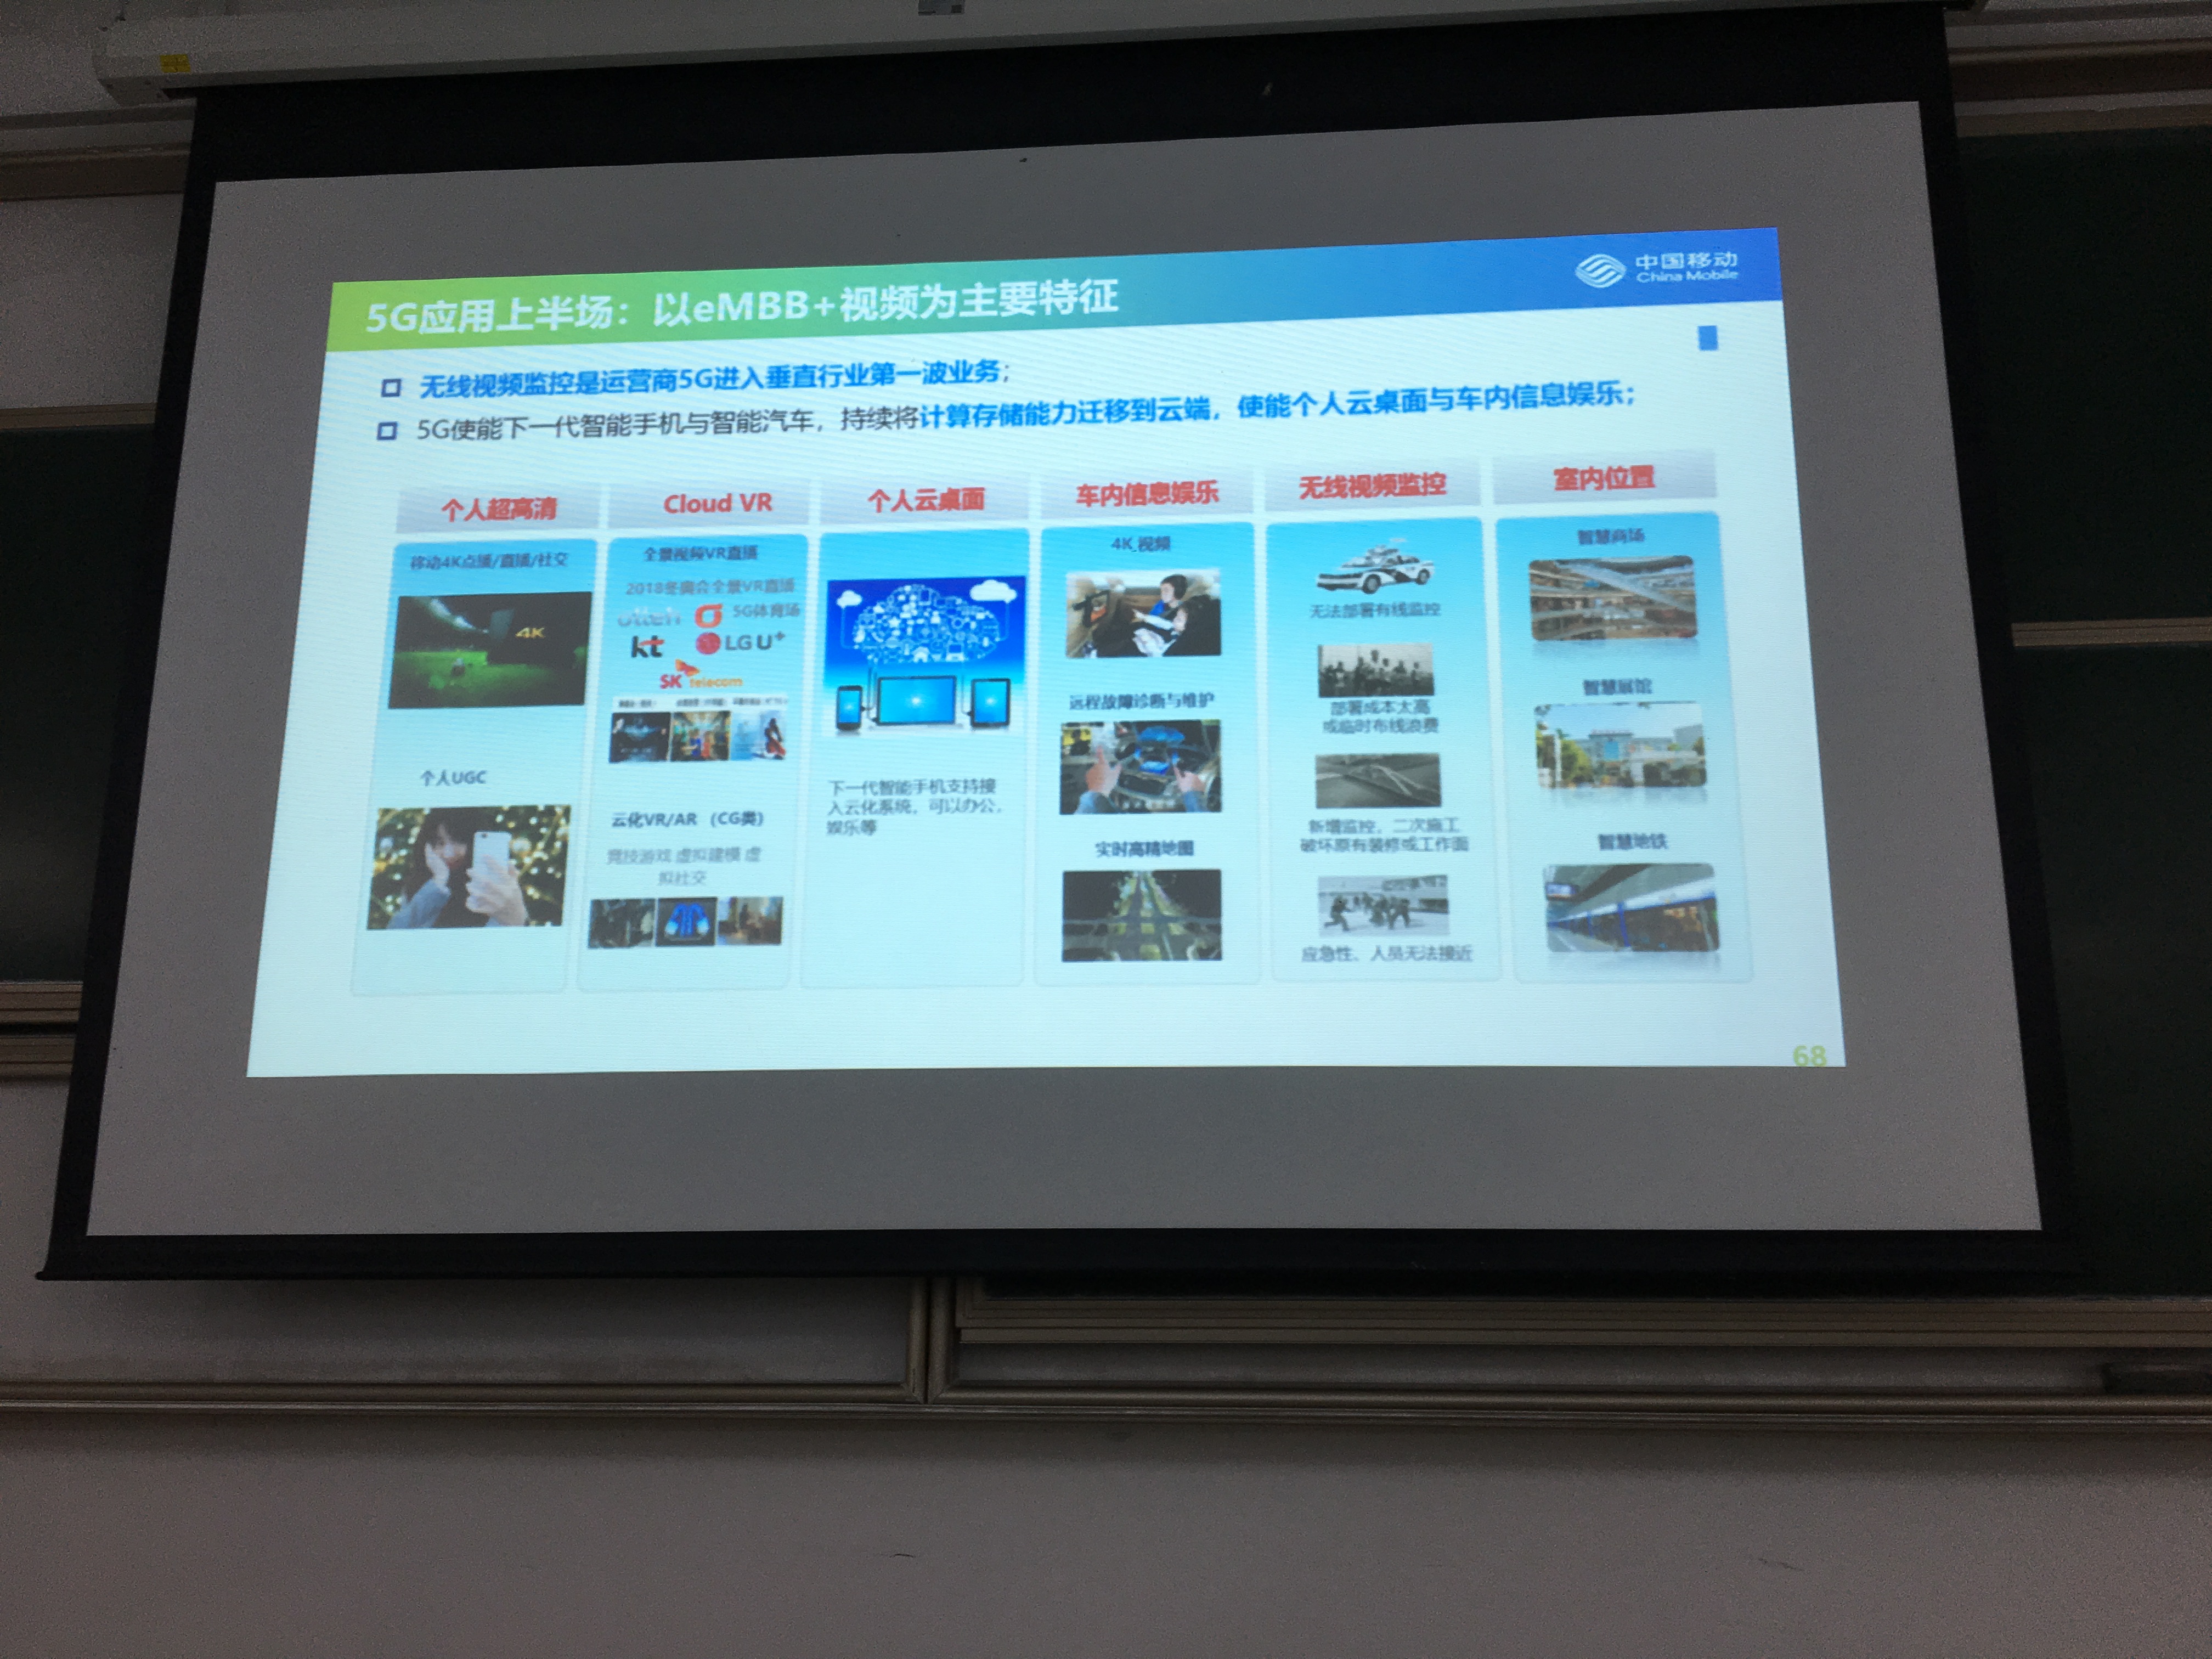 中国移动
China Mobile
5G应用上半场：以eMBB+视频为主要特征
无线视频监控是运营商5G进入垂直行业第一波业务；
5G使能下一代智能手机与智能汽车，持续将计算存储能力迁移到云端，使能个人云桌面与车内信息娱乐；
个人超高清
移动4K点播/直播/社交
4K
个人UGC
Cloud VR
全景视频VR直播
2018冬奥会全景VR直播
5G体育场
kt
LG U+
SK telecom
云化VR/AR （CG类）
竞技游戏 虚拟建模 虚
拟社交
个人云桌面
下一代智能手机支持接
入云化系统，可以办公，
娱乐等
车内信息娱乐
4K 视频
远程故障诊断与维护
实时高精地图
无线视频监控
无法部署有线监控
部署成本太高
或临时布线浪费
新增监控，二次施工
破坏原有装修或工作面
应急性、人员无法接近
室内位置
智慧商场
智慧展馆
智慧地铁
68